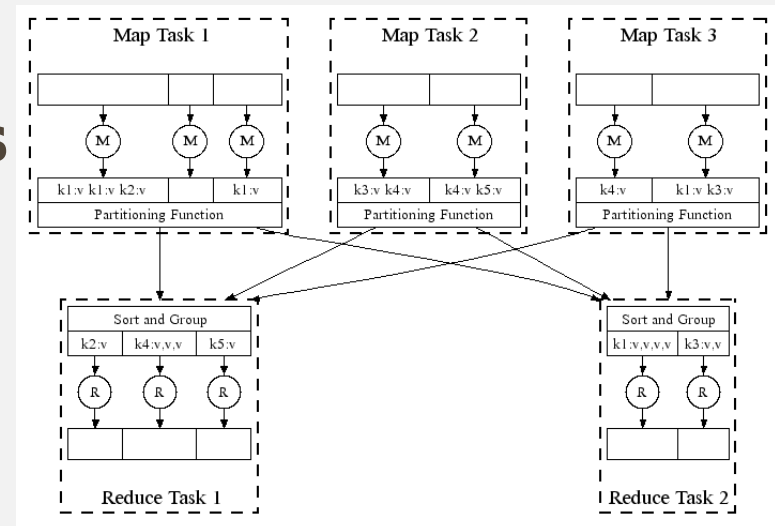 S
Map Task 1
Map Task 2
Map Task 3
M
M
M
M
M
M
M
k1:v k1:v k2:v
k1:v
k3:v k4:v
k4:v k5:v
k4:v
k1:v k3:v
Partitioning Function
Partitioning Function
Partitioning Function
Sort and Group
Sort and Group
k2:v
k4:v,v,v
k5:v
k1:v,v,v,v
k3:v,v
R
R
R
R
R
Reduce Task 1
Reduce Task 2